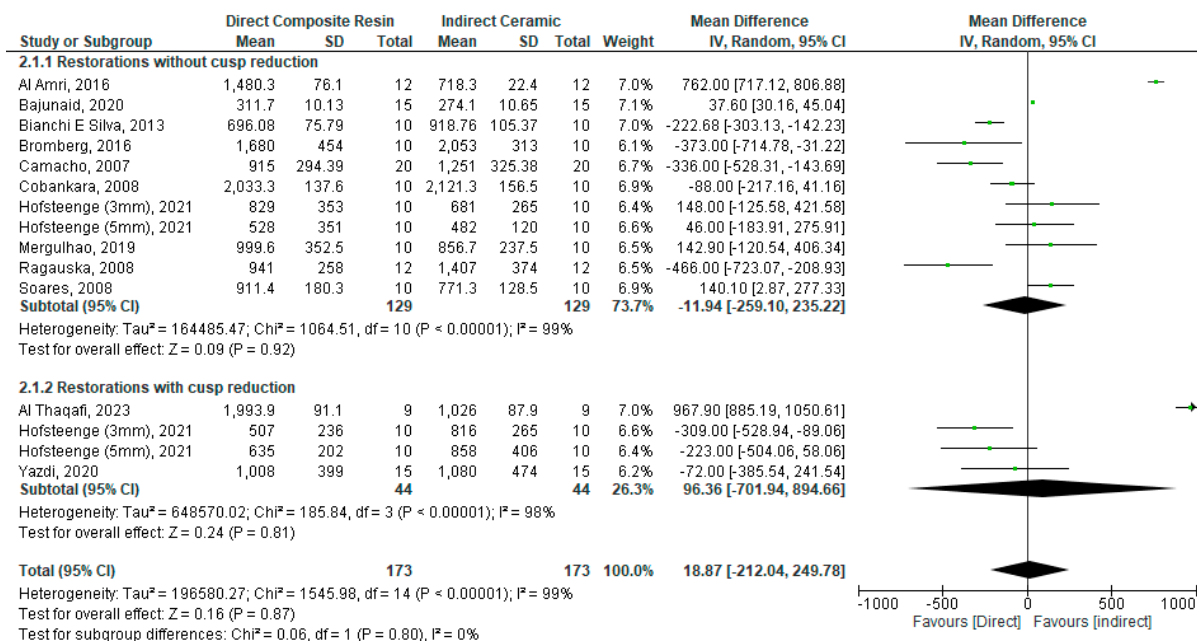 Direct Composite Resin Indirect Ceramic Mean Difference Mean Difference
Study or Subgroup Mean SD Total Mean SD Total Weight IV, Random, 95% CI IV, Random, 95% CI
2.1.1 Restorations without cusp reduction
Al Amri, 2016 1,480.3 76.1 12 718.3 22.4 12 7.0% 762.00 [717.12, 806.88]
Bajunaid, 2020 311.7 10.13 15 274.1 10.65 15 7.1% 37.60 [30.16, 45.04]
Bianchi E Silva, 2013 696.08 75.79 10 918.76 105.37 10 7.0% -222.68 [-303.13, -142.23]
Bromberg, 2016 1,680 454 10 2,053 313 10 6.1% -373.00 [-714.78, -31.22]
Camacho, 2007 915 294.39 20 1,251 325.38 20 6.7% -336.00 [-528.31, -143.69]
Cobankara, 2008 2,033.3 137.6 10 2,121.3 156.5 10 6.9% -88.00 [-217.16, 41.16]
Hofsteenge (3mm), 2021 829 353 10 681 265 10 6.4% 148.00 [-125.58, 421.58]
Hofsteenge (5mm), 2021 528 351 10 482 120 10 6.6% 46.00 [-183.91, 275.91]
Mergulhao, 2019 999.6 352.5 10 856.7 237.5 10 6.5% 142.90 [-120.54, 406.34]
Ragauska, 2008 941 258 12 1,407 374 12 6.5% -466.00 [-723.07, -208.93]
Soares, 2008 911.4 180.3 10 771.3 128.5 10 6.9% 140.10 [2.87, 277.33]
Subtotal (95% CI) 129 129 73.7% -11.94 [-259.10, 235.22]
Heterogeneity: Tau² = 164485.47; Chi² = 1064.51, df = 10 (P < 0.00001); I² = 99%
Test for overall effect: Z = 0.09 (P = 0.92)
2.1.2 Restorations with cusp reduction
Al Thaqafi, 2023 1,993.9 91.1 9 1,026 87.9 9 7.0% 967.90 [885.19, 1050.61]
Hofsteenge (3mm), 2021 507 236 10 816 265 10 6.6% -309.00 [-528.94, -89.06]
Hofsteenge (5mm), 2021 635 202 10 858 406 10 6.4% -223.00 [-504.06, 58.06]
Yazdi, 2020 1,008 399 15 1,080 474 15 6.2% -72.00 [-385.54, 241.54]
Subtotal (95% CI) 44 44 26.3% 96.36 [-701.94, 894.66]
Heterogeneity: Tau² = 648570.02; Chi² = 185.84, df = 3 (P < 0.00001); I² = 98%
Test for overall effect: Z = 0.24 (P = 0.81)
Total (95% CI) 173 173 100.0% 18.87 [-212.04, 249.78]
Heterogeneity: Tau² = 196580.27; Chi² = 1545.98, df = 14 (P < 0.00001); I² = 99%
Test for overall effect: Z = 0.16 (P = 0.87)
Test for subgroup differences: Chi² = 0.06, df = 1 (P = 0.80), I² = 0%
-1000 -500 0 500 1000
Favours [Direct] Favours [indirect]